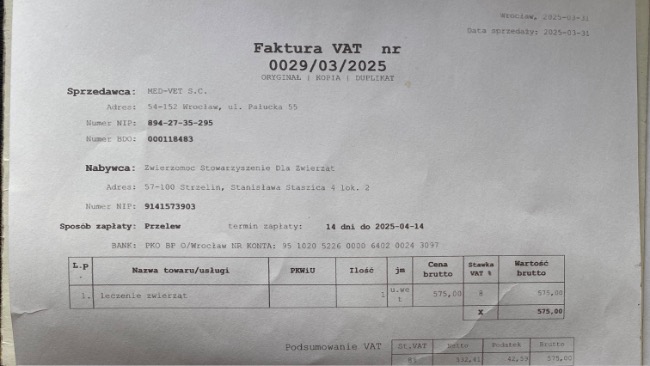 Wrocław, 2025-03-31
Data sprzedaży: 2025-03-31
Faktura VAT nr
0029/03/2025
ORYGINAŁ | KOPIA | DUPLIKAT
Sprzedawca: MED-VET S.C.
Adres: 54-152 Wrocław, ul. Pałucka 55
Numer NIP: 894-27-35-295
Numer BDO: 000118483
Nabywca: Zwierzomoc Stowarzyszenie Dla Zwierząt
Adres: 57-100 Strzelin, Stanisława Staszica 4 lok. 2
Numer NIP: 9141573903
Sposób zapłaty: Przelew termin zapłaty: 14 dni do 2025-04-14
BANK: PKO BP O/Wrocław NR KONTA: 95 1020 5226 0000 6402 0024 3097
L.p. Nazwa towaru/usługi PKWiU Ilość jm Cena brutto Stawka VAT % Wartość brutto
1. leczenie zwierząt 1 u.wet 575,00 8 575,00
X 575,00
Podsumowanie VAT St.VAT Netto Podatek Brutto
8% 532,41 42,59 575,00